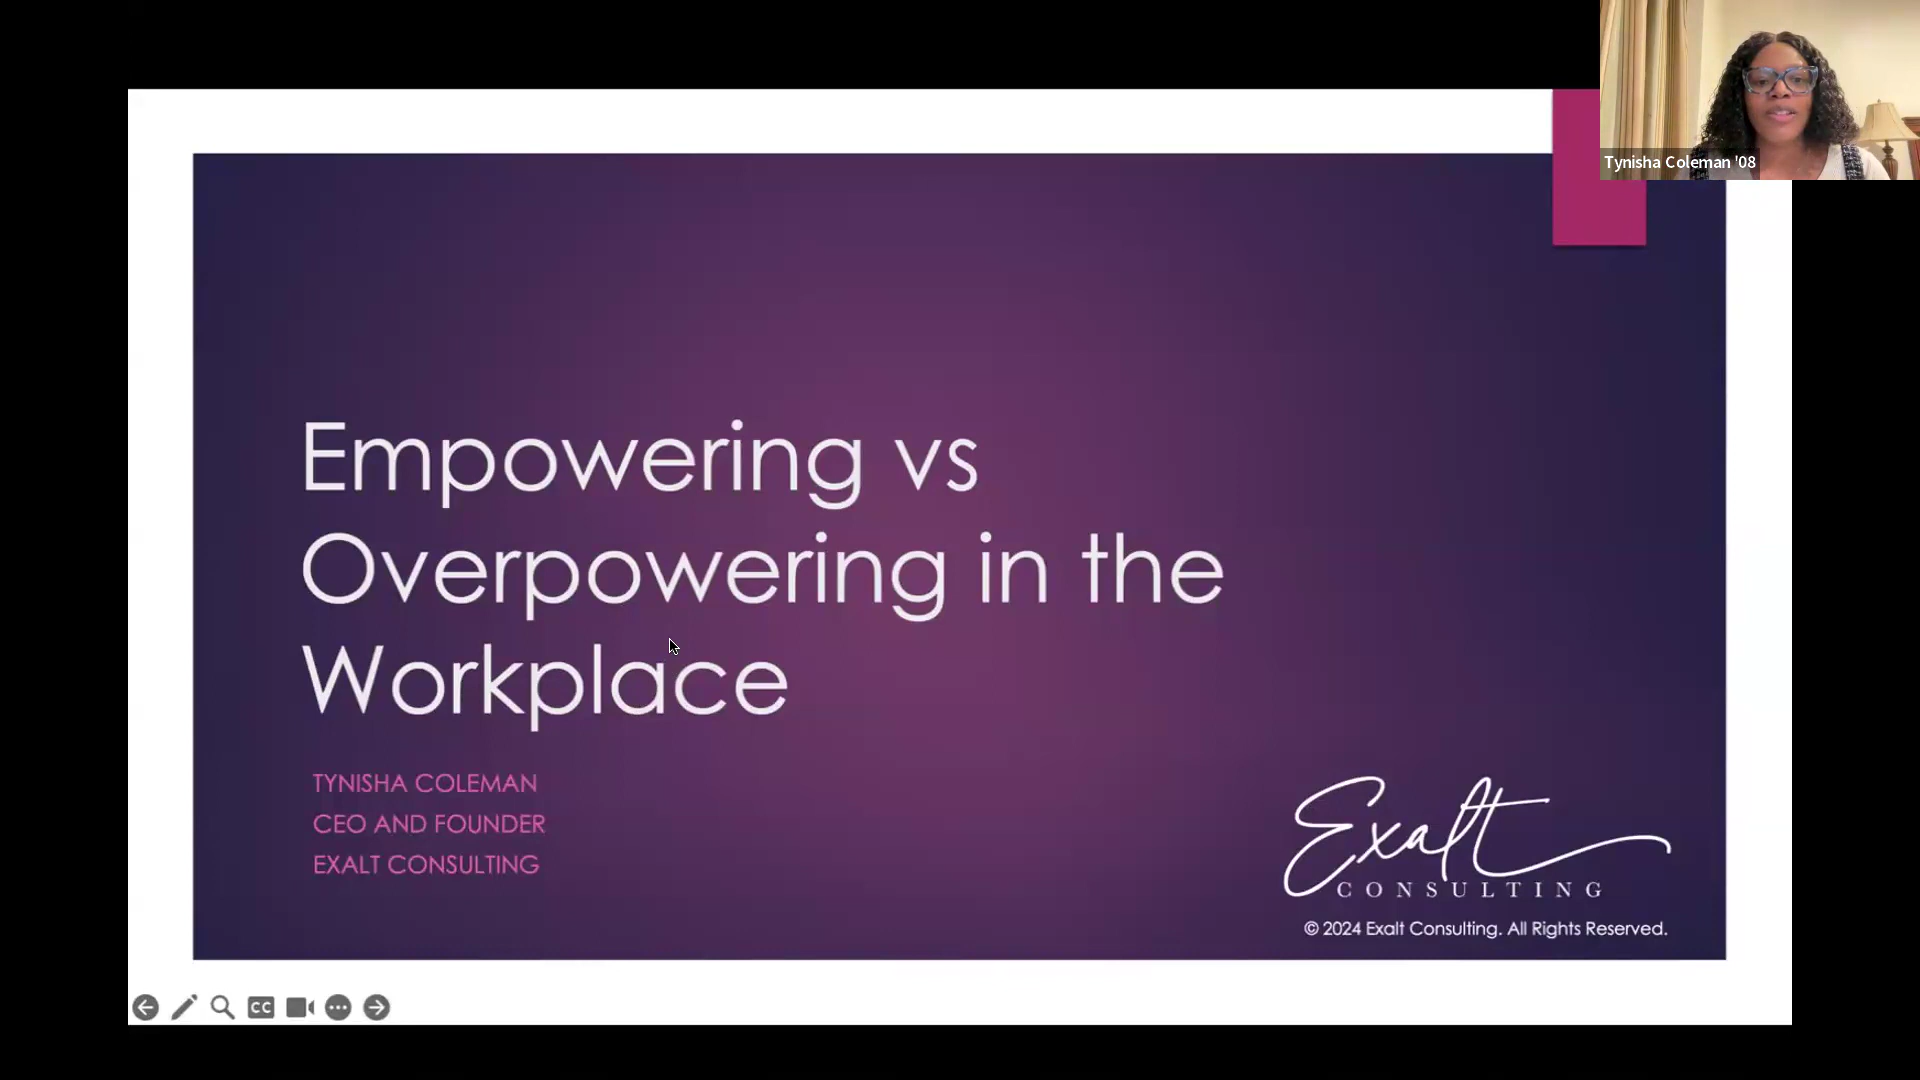 Tynisha Coleman '08
Empowering vs
Overpowering in the
Workplace
TYNISHA COLEMAN
CEO AND FOUNDER
EXALT CONSULTING
Exalt
CONSULTING
© 2024 Exalt Consulting. All Rights Reserved.
CC